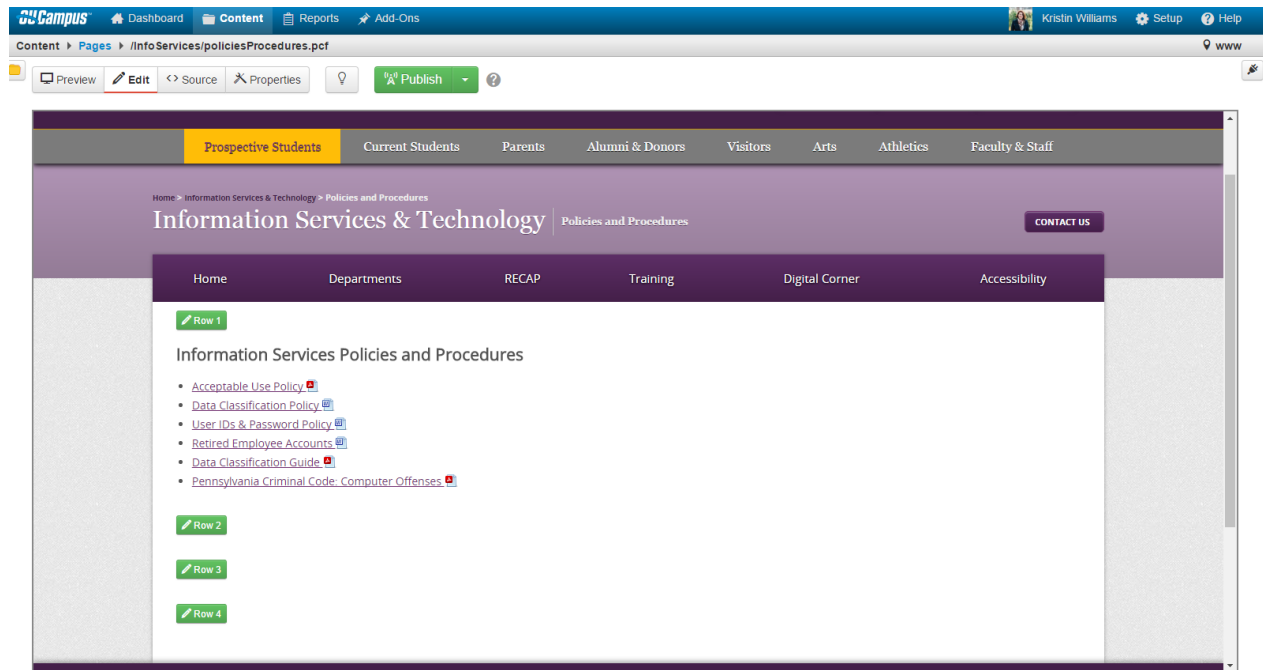 OU Campus Dashboard Content Reports Add-Ons Kristin Williams Setup Help
Content Pages /InfoServices/policiesProcedures.pcf www
Preview Edit Source Properties Publish
Prospective Students Current Students Parents Alumni & Donors Visitors Arts Athletics Faculty & Staff
Home > Information Services & Technology > Policies and Procedures
Information Services & Technology Policies and Procedures CONTACT US
Home Departments RECAP Training Digital Corner Accessibility
Row 1
Information Services Policies and Procedures
Acceptable Use Policy
Data Classification Policy
User IDs & Password Policy
Retired Employee Accounts
Data Classification Guide
Pennsylvania Criminal Code: Computer Offenses
Row 2
Row 3
Row 4